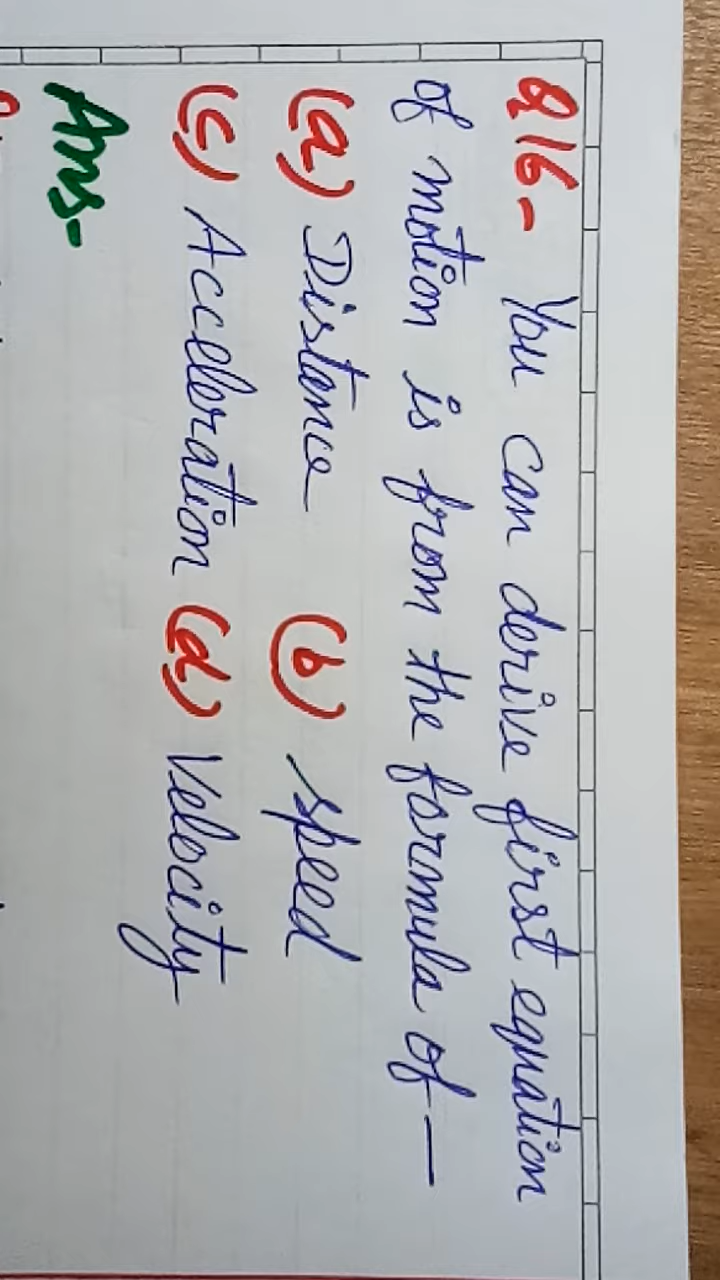 Q16- You can derive first equation
of motion is from the formula of—
(a) Distance (b) speed
(c) Acceleration (d) Velocity
Ans-